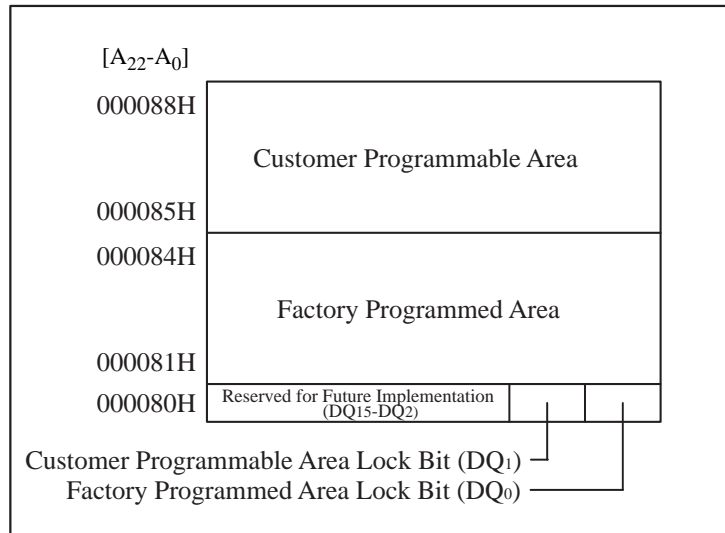 [A22-A0]
000088H
Customer Programmable Area
000085H
000084H
Factory Programmed Area
000081H
000080H
Reserved for Future Implementation
(DQ15-DQ2)
Customer Programmable Area Lock Bit (DQ1)
Factory Programmed Area Lock Bit (DQ0)